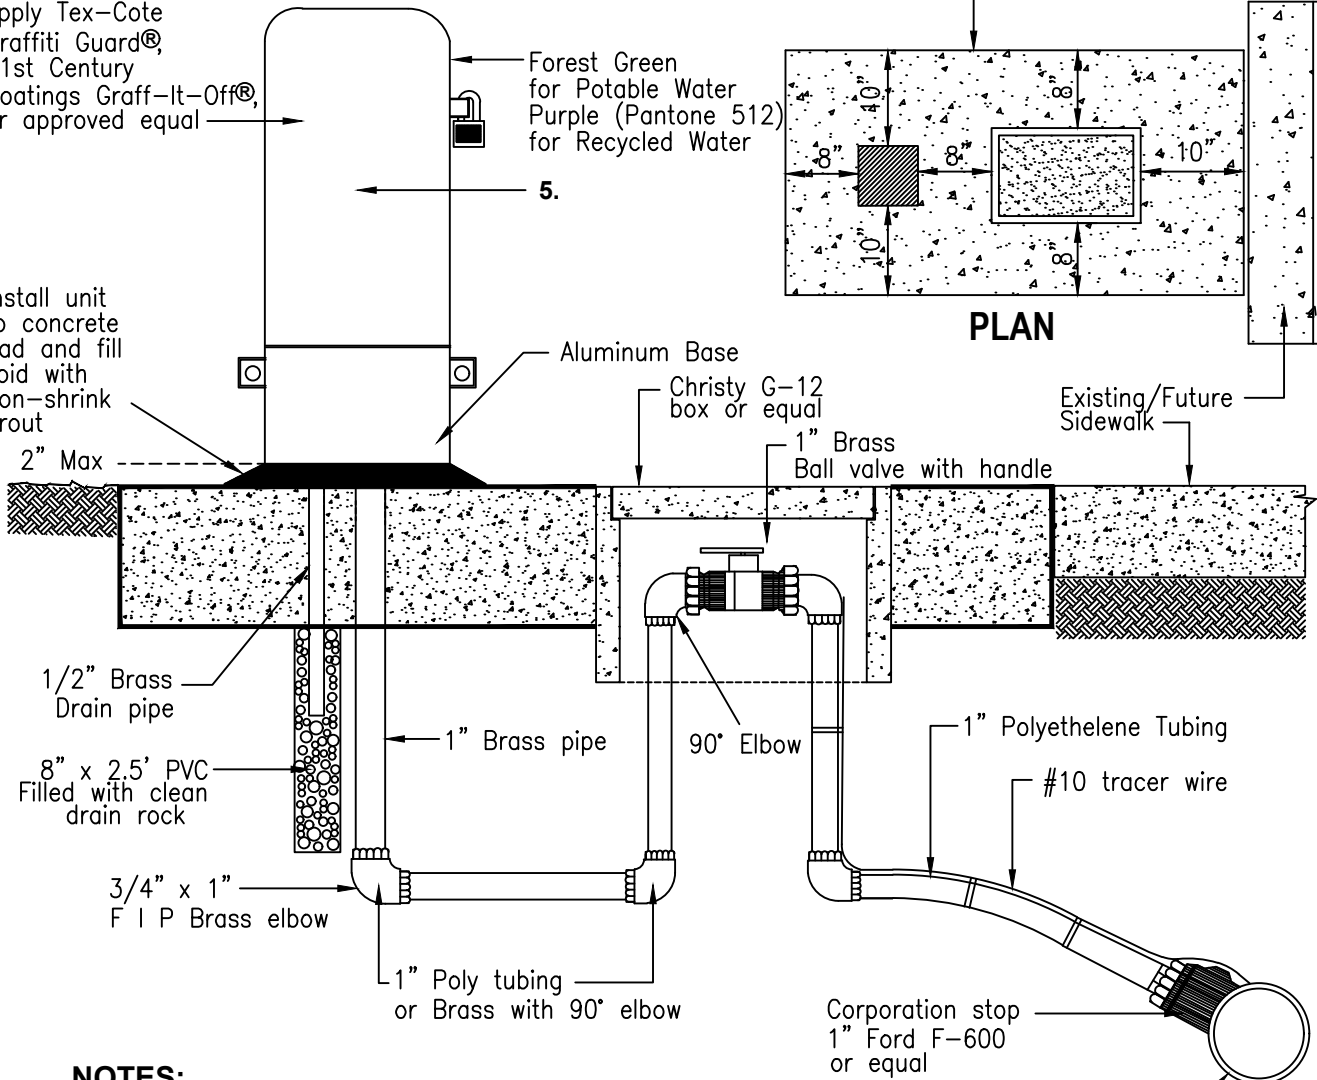 pply Tex-Cote
raffiti Guard®,
1st Century
oatings Graff-It-Off®,
r approved equal
Forest Green
for Potable Water
Purple (Pantone 512)
for Recycled Water
5.
10"
8"
8"
8"
10"
10"
8"
PLAN
nstall unit
o concrete
ad and fill
oid with
on-shrink
rout
2" Max
Aluminum Base
Christy G-12
box or equal
1" Brass
Ball valve with handle
Existing/Future
Sidewalk
1/2" Brass
Drain pipe
1" Brass pipe
90° Elbow
1" Polyethelene Tubing
#10 tracer wire
8" x 2.5' PVC
Filled with clean
drain rock
3/4" x 1"
F I P Brass elbow
1" Poly tubing
or Brass with 90° elbow
Corporation stop
1" Ford F-600
or equal
NOTES: